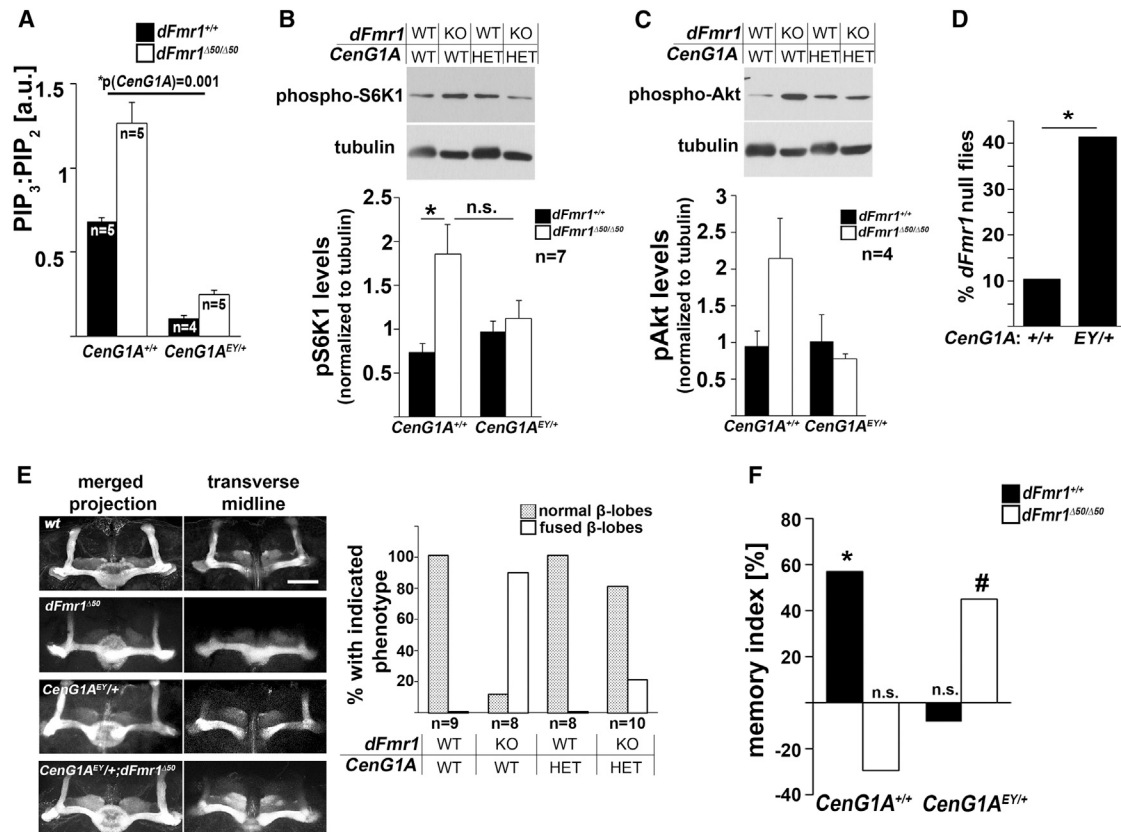 A
dFmr1+/+
dFmr1Δ50/Δ50
*p(CenG1A)=0.001
PIP3:PIP2 [a.u.]
1.5
1
0.5
n=5
n=5
n=4
n=5
CenG1A+/+
CenG1AEY/+
B
dFmr1 WT KO WT KO
CenG1A WT WT HET HET
phospho-S6K1
tubulin
pS6K1 levels
(normalized to tubulin)
2.5
2
1.5
1
0.5
*
n.s.
dFmr1+/+
dFmr1Δ50/Δ50
n=7
CenG1A+/+
CenG1AEY/+
C
dFmr1 WT KO WT KO
CenG1A WT WT HET HET
phospho-Akt
tubulin
pAkt levels
(normalized to tubulin)
3
2.5
2
1.5
1
0.5
dFmr1+/+
dFmr1Δ50/Δ50
n=4
CenG1A+/+
CenG1AEY/+
D
*
% dFmr1 null flies
40
30
20
10
0
CenG1A: +/+ EY/+
E
merged projection
transverse midline
wt
dFmr1Δ50
CenG1AEY/+
CenG1AEY/+;dFmr1Δ50
normal β-lobes
fused β-lobes
% with indicated
phenotype
100
80
60
40
20
n=9 n=8 n=8 n=10
dFmr1 WT KO WT KO
CenG1A WT WT HET HET
F
dFmr1+/+
dFmr1Δ50/Δ50
memory index [%]
80
60
40
20
0
-20
-40
*
n.s.
n.s.
#
CenG1A+/+
CenG1AEY/+